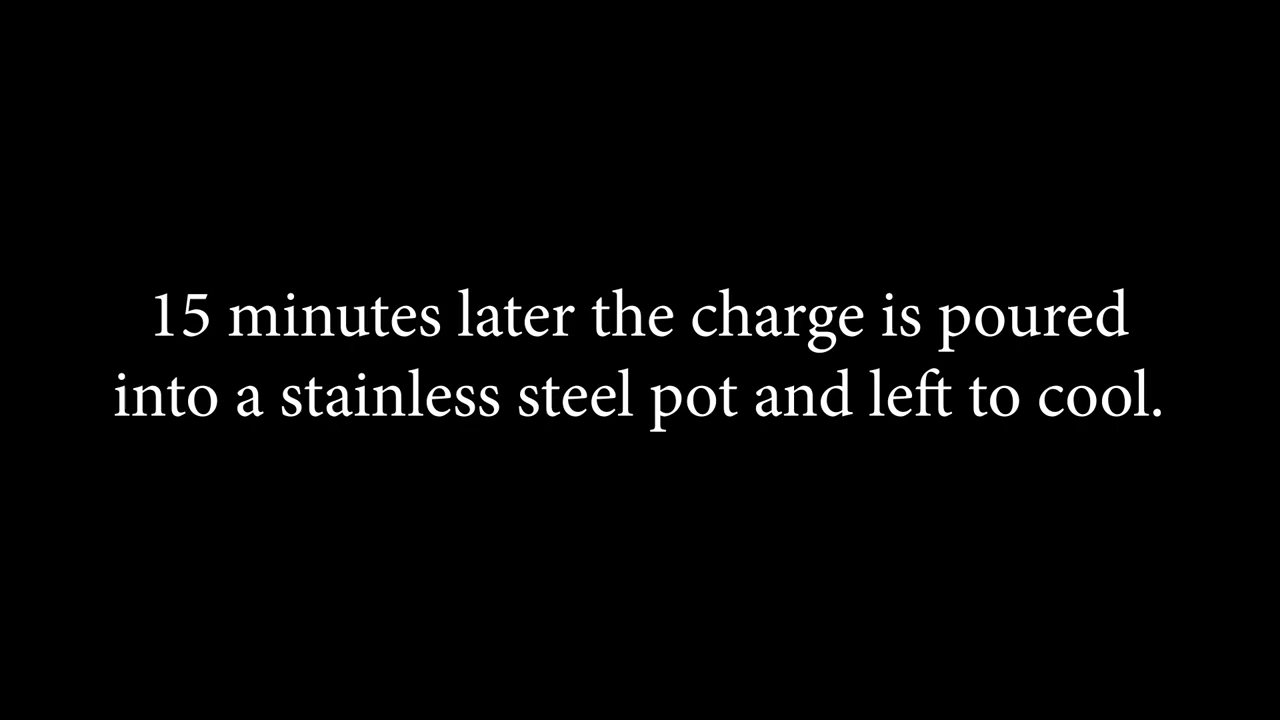 15 minutes later the charge is poured
into a stainless steel pot and left to cool.